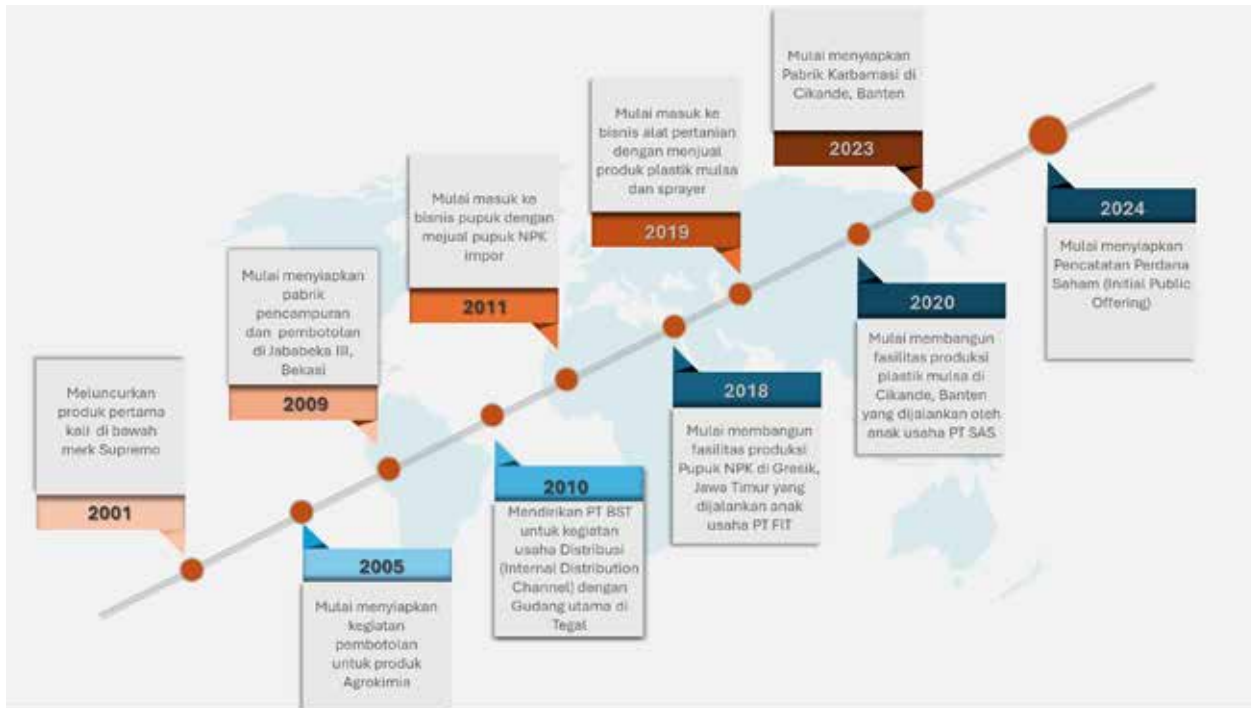 Meluncurkan
produk pertama
kali di bawah
merk Supremo
2001
2005
Mulai menyiapkan
kegiatan
pembotolan
untuk produk
Agrokimia
Mulai menyiapkan
pabrik
pencampuran
dan pembotolan
di Jababeka III,
Bekasi
2009
2010
Mendirikan PT BST
untuk kegiatan
usaha Distribusi
(Internal Distribution
Channel) dengan
Gudang utama di
Tegal
Mulai masuk ke
bisnis pupuk dengan
mejual pupuk NPK
impor
2011
2018
Mulai membangun
fasilitas produksi
Pupuk NPK di Gresik,
Jawa Timur yang
dijalankan anak
usaha PT FIT
Mulai masuk ke
bisnis alat pertanian
dengan menjual
produk plastik mulsa
dan sprayer
2019
2020
Mulai membangun
fasilitas produksi
plastik mulsa di
Cikande, Banten
yang dijalankan oleh
anak usaha PT SAS
Mulai menyiapkan
Pabrik Karbamasi di
Cikande, Banten
2023
2024
Mulai menyiapkan
Pencatatan Perdana
Saham (Initial Public
Offering)